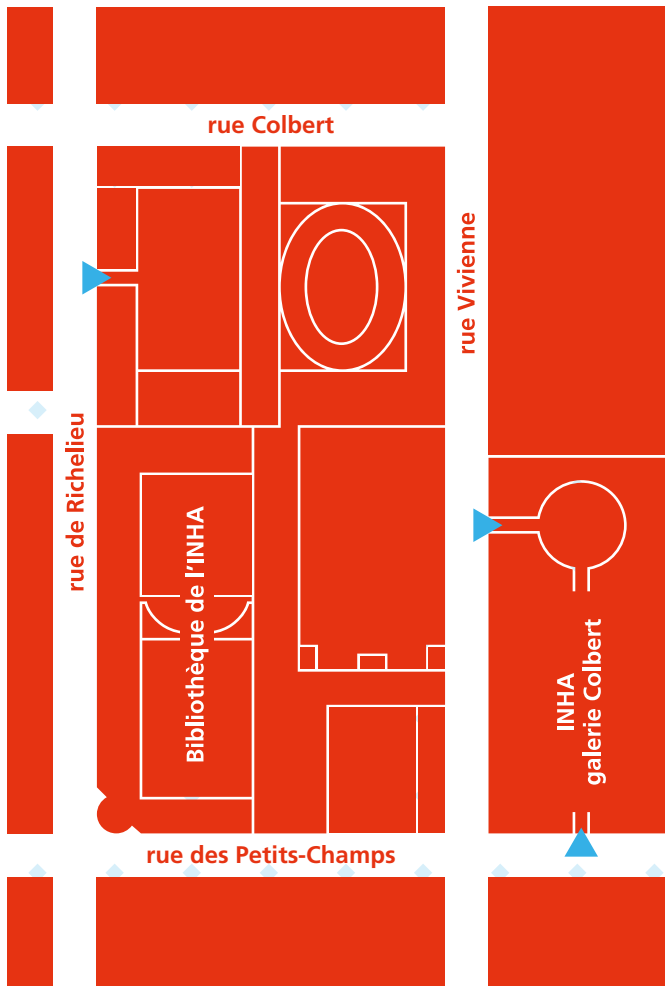 rue Colbert
rue Vivienne
rue de Richelieu
Bibliothèque de l’INHA
INHA
galerie Colbert
rue des Petits-Champs